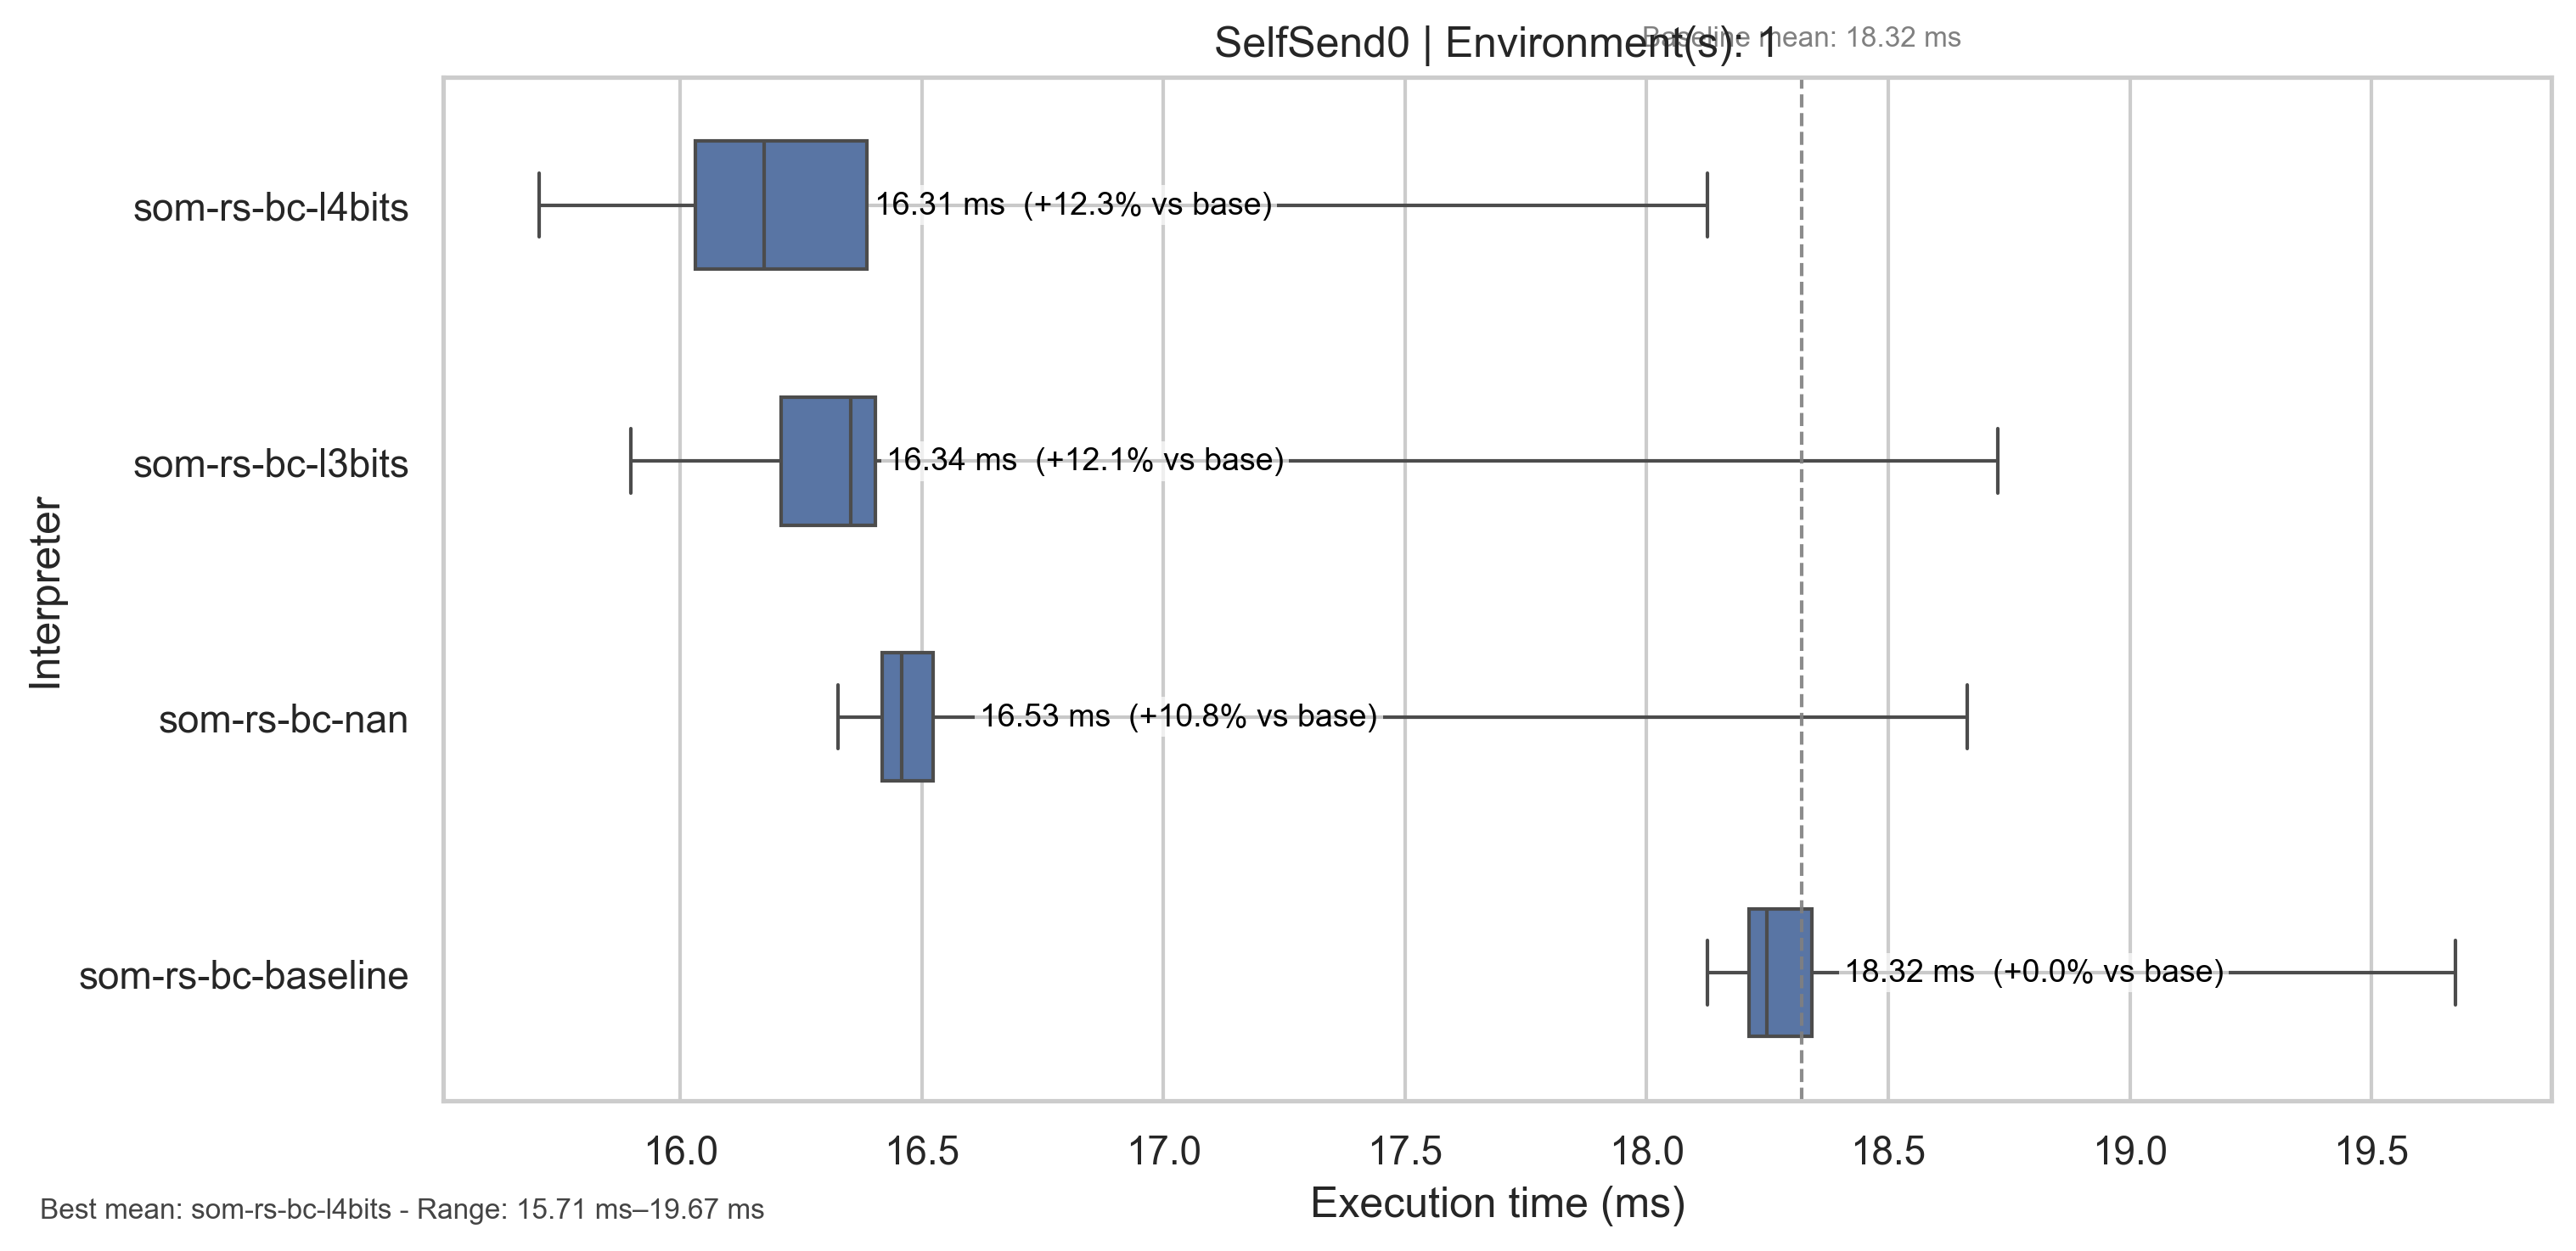 SelfSend0 | Environment(s): 1
Baseline mean: 18.32 ms
som-rs-bc-l4bits
16.31 ms (+12.3% vs base)
som-rs-bc-l3bits
16.34 ms (+12.1% vs base)
som-rs-bc-nan
16.53 ms (+10.8% vs base)
som-rs-bc-baseline
18.32 ms (+0.0% vs base)
Interpreter
16.0 16.5 17.0 17.5 18.0 18.5 19.0 19.5
Execution time (ms)
Best mean: som-rs-bc-l4bits - Range: 15.71 ms–19.67 ms